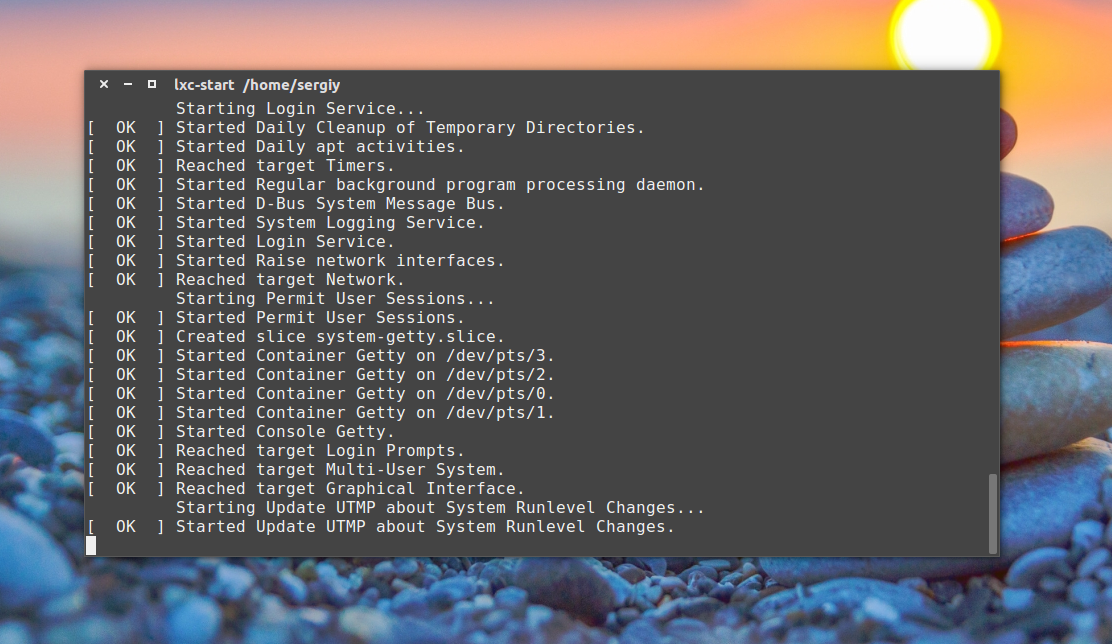 lxc-start /home/sergiy
Starting Login Service...
[ OK ] Started Daily Cleanup of Temporary Directories.
[ OK ] Started Daily apt activities.
[ OK ] Reached target Timers.
[ OK ] Started Regular background program processing daemon.
[ OK ] Started D-Bus System Message Bus.
[ OK ] Started System Logging Service.
[ OK ] Started Login Service.
[ OK ] Started Raise network interfaces.
[ OK ] Reached target Network.
Starting Permit User Sessions...
[ OK ] Started Permit User Sessions.
[ OK ] Created slice system-getty.slice.
[ OK ] Started Container Getty on /dev/pts/3.
[ OK ] Started Container Getty on /dev/pts/2.
[ OK ] Started Container Getty on /dev/pts/0.
[ OK ] Started Container Getty on /dev/pts/1.
[ OK ] Started Console Getty.
[ OK ] Reached target Login Prompts.
[ OK ] Reached target Multi-User System.
[ OK ] Reached target Graphical Interface.
Starting Update UTMP about System Runlevel Changes...
[ OK ] Started Update UTMP about System Runlevel Changes.